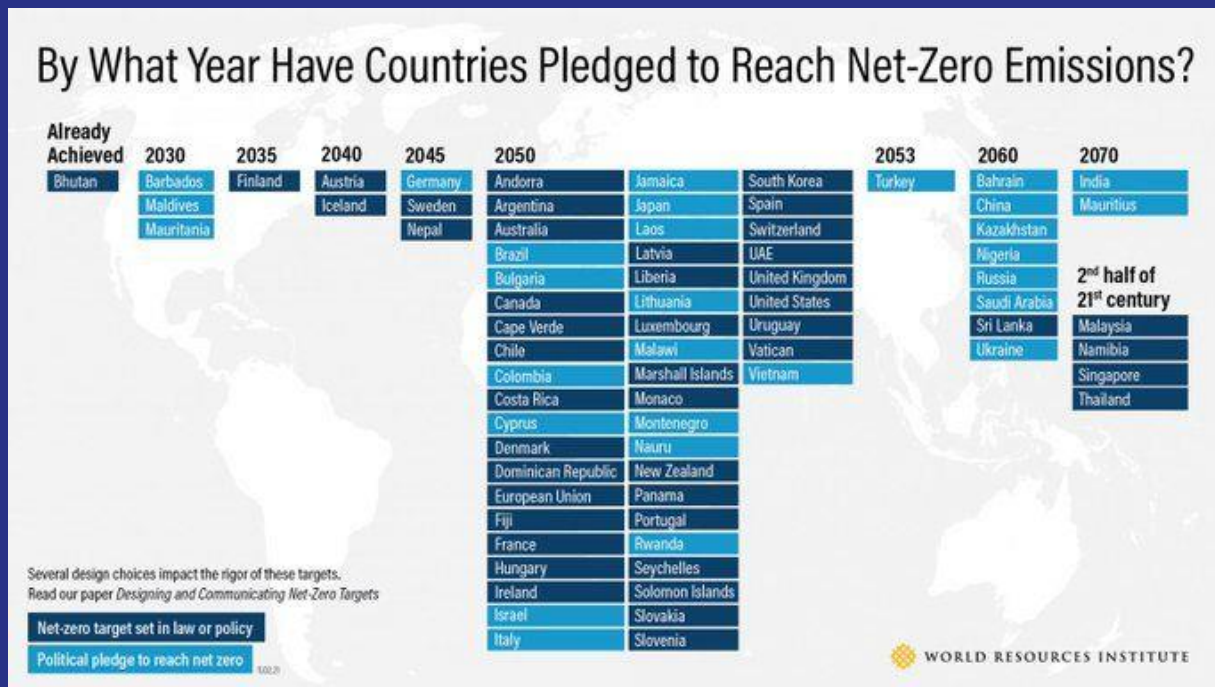 By What Year Have Countries Pledged to Reach Net-Zero Emissions?
Already
Achieved
Bhutan
2030
Barbados
Maldives
Mauritania
2035
Finland
2040
Austria
Iceland
2045
Germany
Sweden
Nepal
2050
Andorra
Argentina
Australia
Brazil
Bulgaria
Canada
Cape Verde
Chile
Colombia
Costa Rica
Cyprus
Denmark
Dominican Republic
European Union
Fiji
France
Hungary
Ireland
Israel
Italy
Jamaica
Japan
Laos
Latvia
Liberia
Lithuania
Luxembourg
Malawi
Marshall Islands
Monaco
Montenegro
Nauru
New Zealand
Panama
Portugal
Rwanda
Seychelles
Solomon Islands
Slovakia
Slovenia
South Korea
Spain
Switzerland
UAE
United Kingdom
United States
Uruguay
Vatican
Vietnam
2053
Turkey
2060
Bahrain
China
Kazakhstan
Nigeria
Russia
Saudi Arabia
Sri Lanka
Ukraine
2070
India
Mauritius
2nd half of
21st century
Malaysia
Namibia
Singapore
Thailand
Several design choices impact the rigor of these targets.
Read our paper Designing and Communicating Net-Zero Targets
Net-zero target set in law or policy
Political pledge to reach net zero
WORLD RESOURCES INSTITUTE